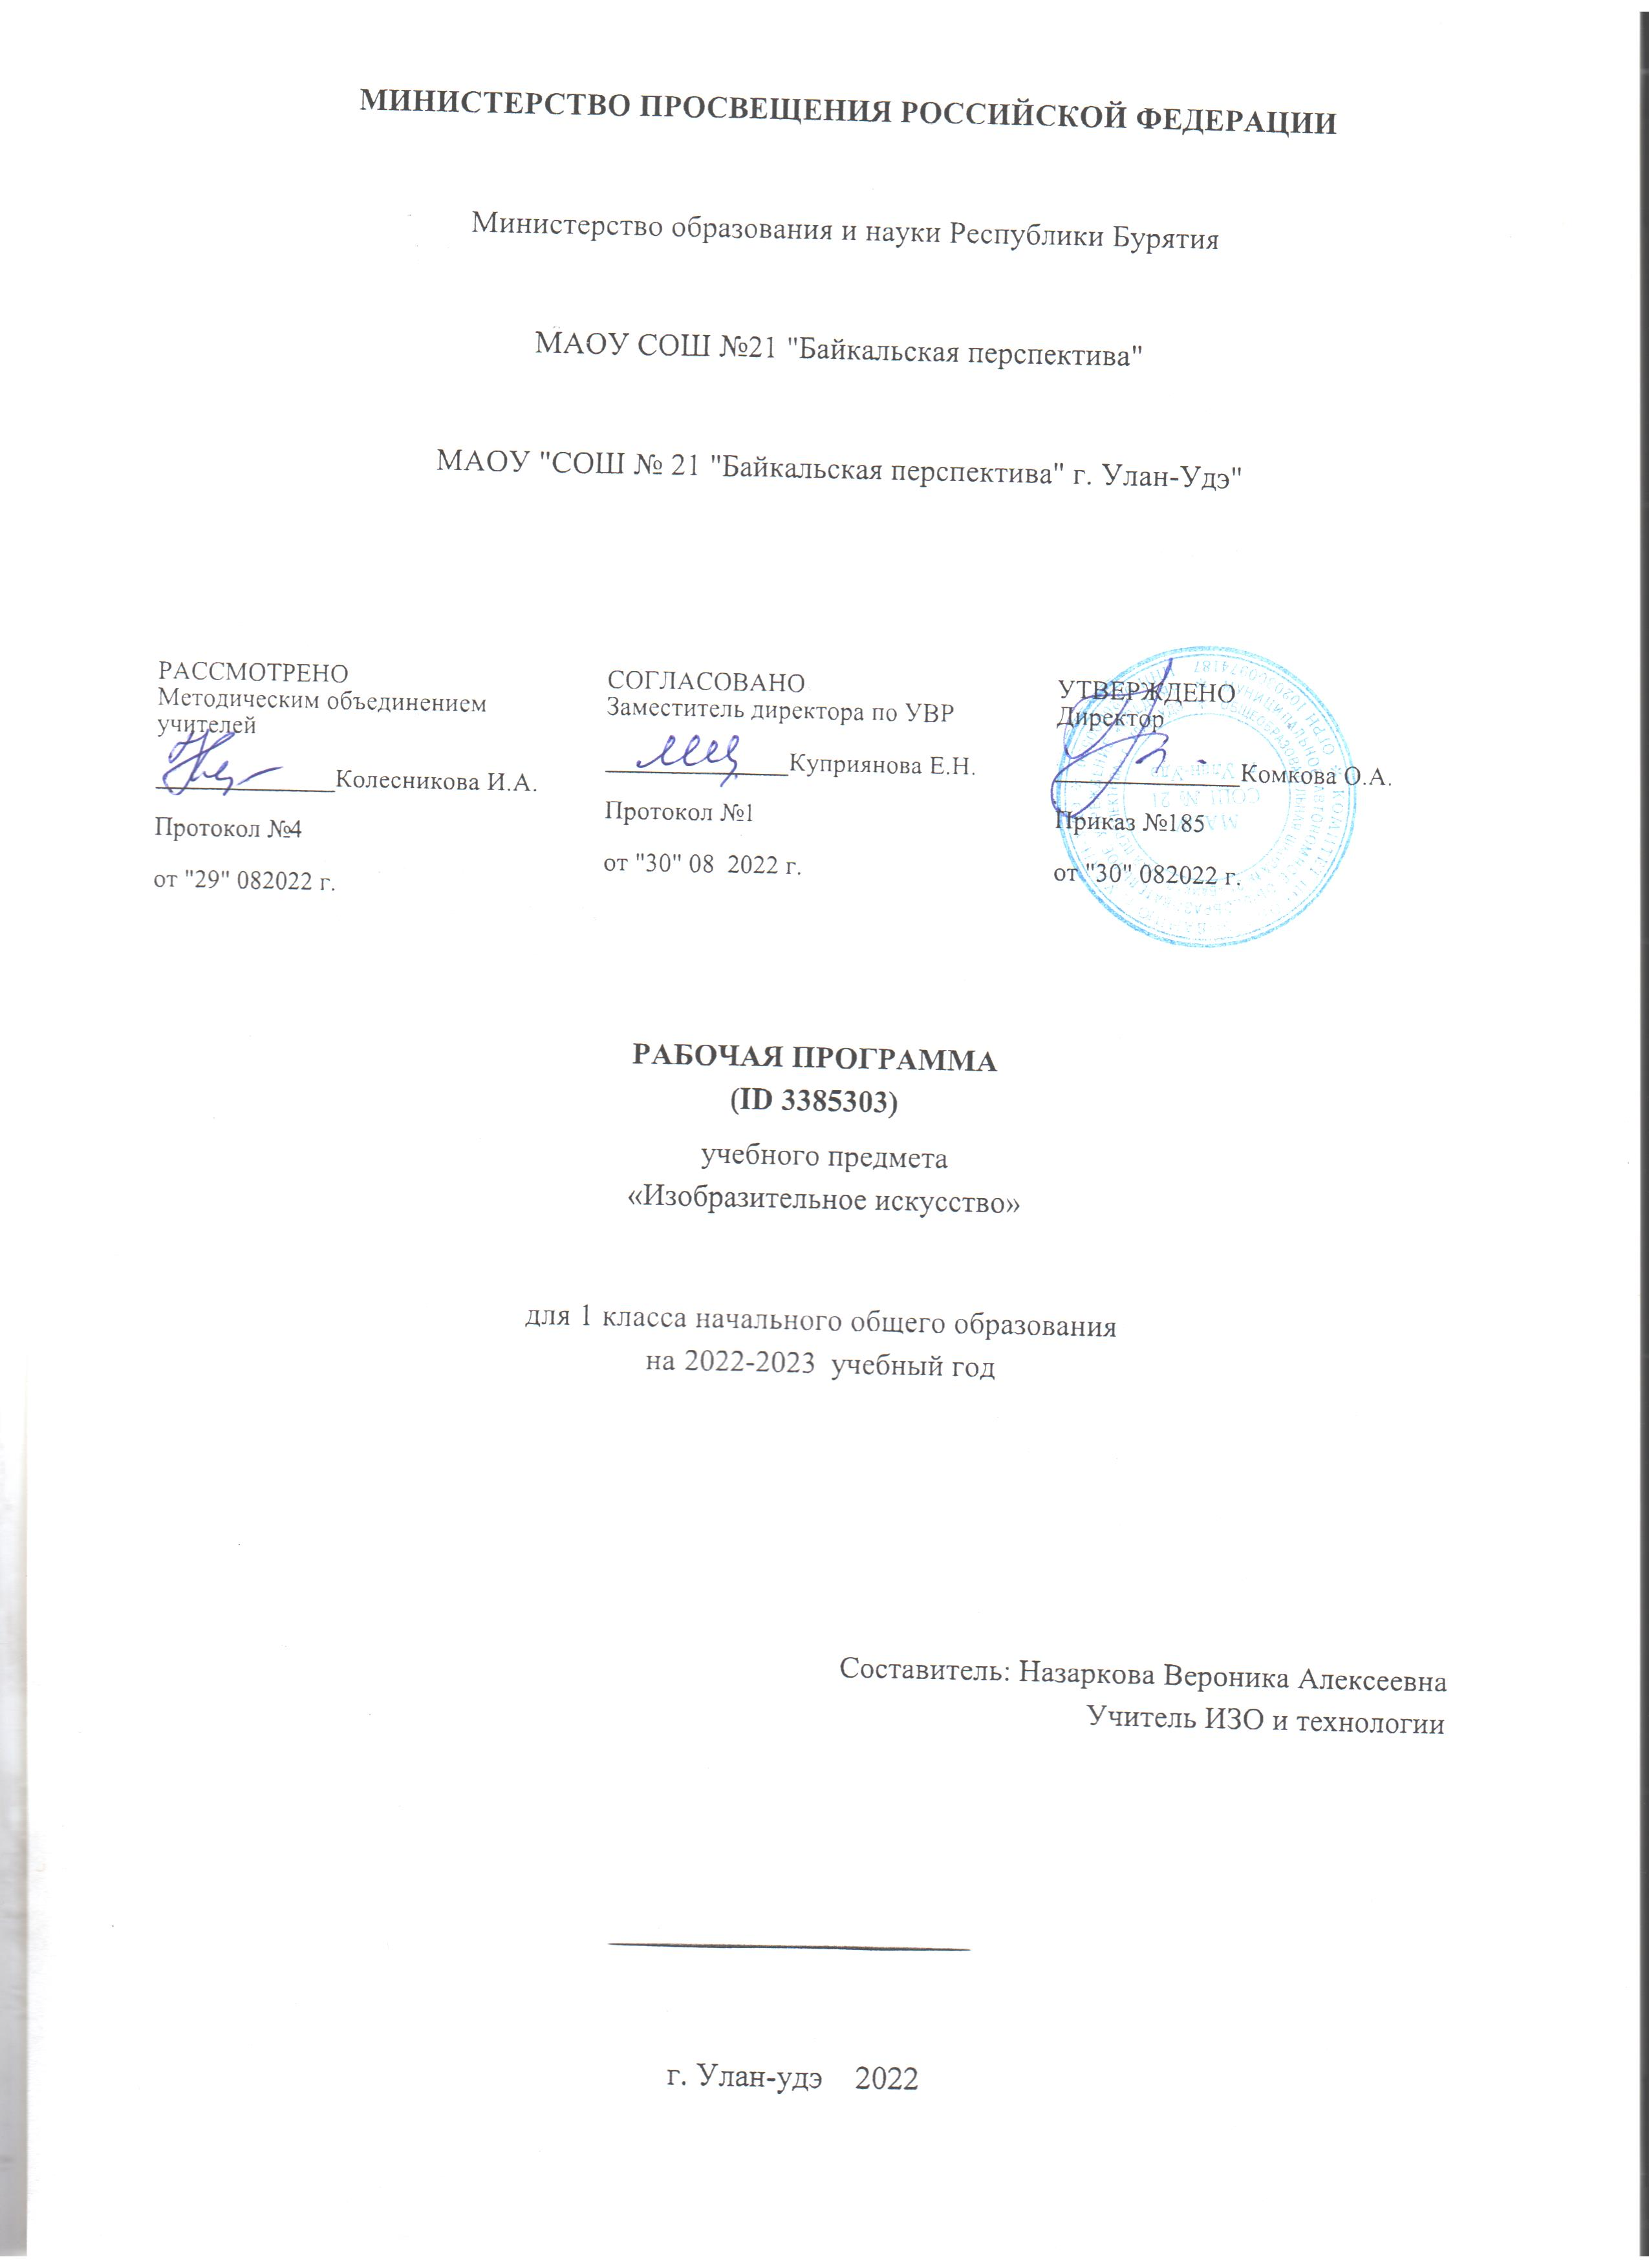 МИНИСТЕРСТВО ПРОСВЕЩЕНИЯ РОССИЙСКОЙ ФЕДЕРАЦИИ
Министерство образования и науки Республики Бурятия
МАОУ СОШ №21 "Байкальская перспектива"
МАОУ "СОШ № 21 "Байкальская перспектива" г. Улан-Удэ"
РАССМОТРЕНО
Методическим объединением
учителей
Колесникова И.А.
Протокол №4
от "29" 082022 г.
СОГЛАСОВАНО
Заместитель директора по УВР
Куприянова Е.Н.
Протокол №1
от "30" 08 2022 г.
УТВЕРЖДЕНО
Директор
Комкова О.А.
Приказ №185
от "30" 082022 г.
СОШ № 21
РАБОЧАЯ ПРОГРАММА
(ID 3385303)
учебного предмета
«Изобразительное искусство»
для 1 класса начального общего образования
на 2022-2023 учебный год
Составитель: Назаркова Вероника Алексеевна
Учитель ИЗО и технологии
г. Улан-удэ 2022